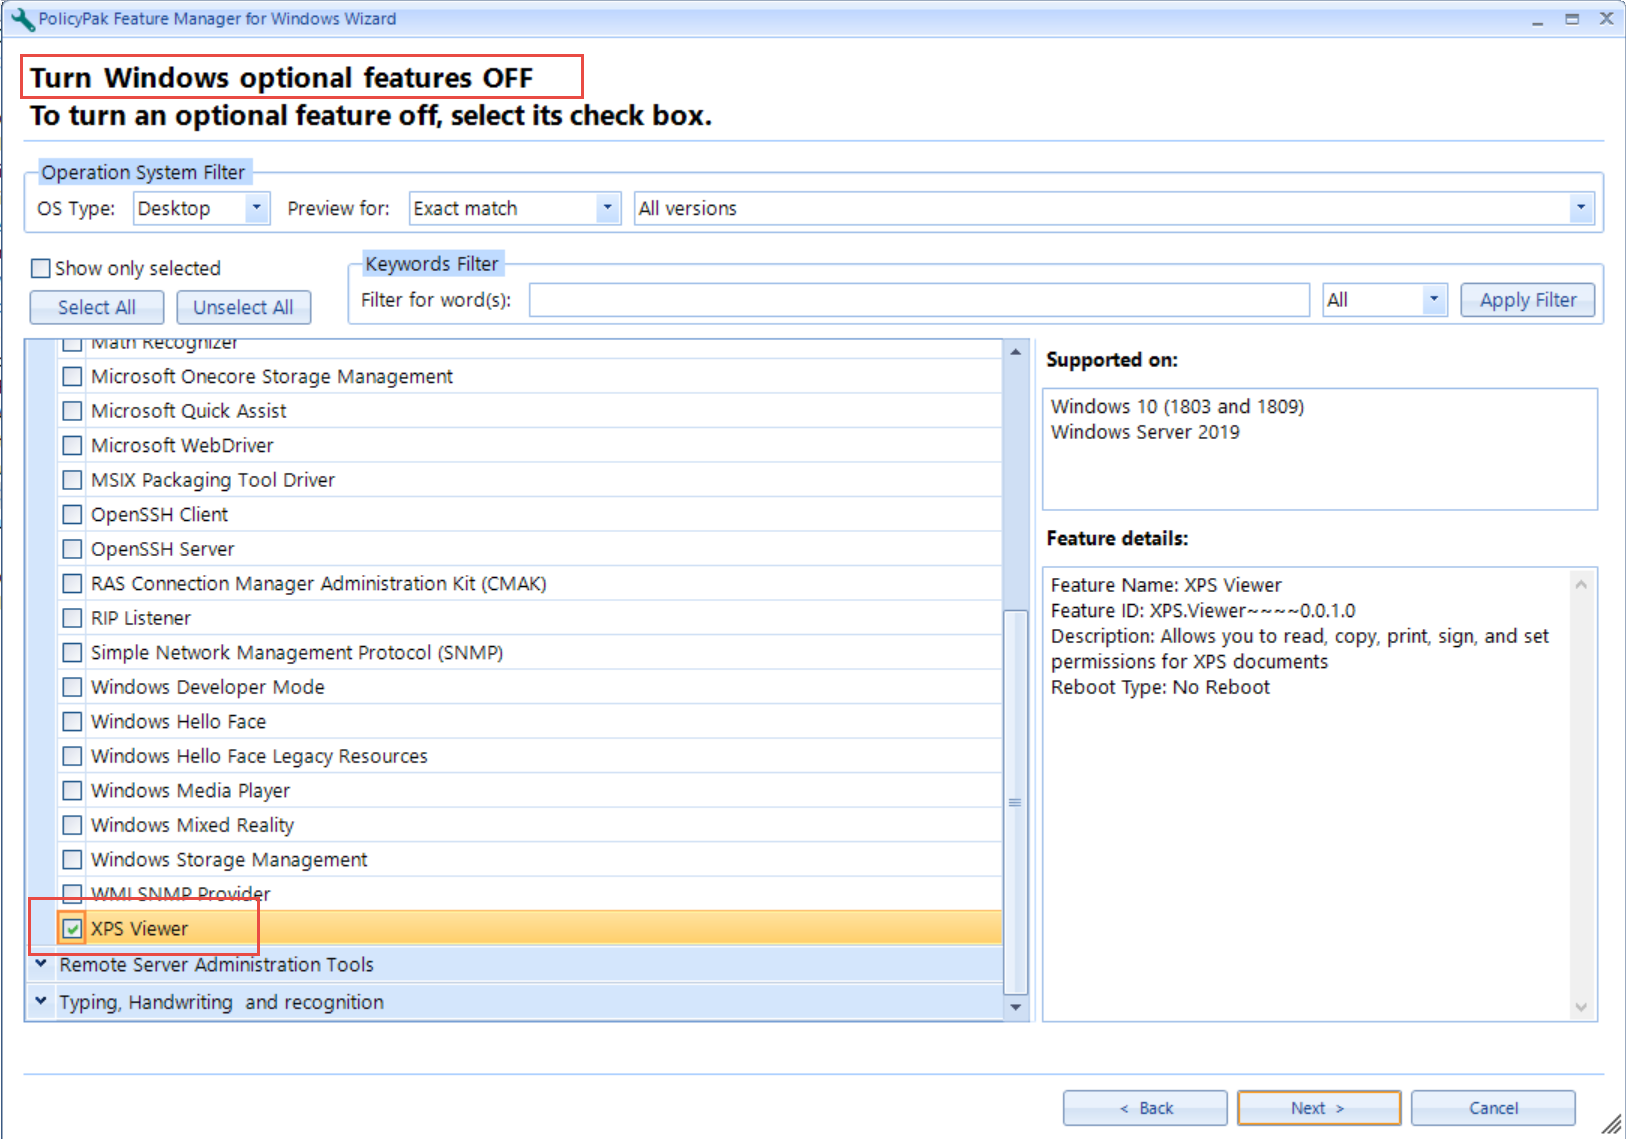 PolicyPak Feature Manager for Windows Wizard
Turn Windows optional features OFF
To turn an optional feature off, select its check box.
Operation System Filter
OS Type: Desktop Preview for: Exact match All versions
Show only selected
Select All Unselect All
Keywords Filter
Filter for word(s): All Apply Filter
Math Recognizer
Microsoft Onecore Storage Management
Microsoft Quick Assist
Microsoft WebDriver
MSIX Packaging Tool Driver
OpenSSH Client
OpenSSH Server
RAS Connection Manager Administration Kit (CMAK)
RIP Listener
Simple Network Management Protocol (SNMP)
Windows Developer Mode
Windows Hello Face
Windows Hello Face Legacy Resources
Windows Media Player
Windows Mixed Reality
Windows Storage Management
WMI SNMP Provider
XPS Viewer
Remote Server Administration Tools
Typing, Handwriting and recognition
Supported on:
Windows 10 (1803 and 1809)
Windows Server 2019
Feature details:
Feature Name: XPS Viewer
Feature ID: XPS.Viewer~~~~0.0.1.0
Description: Allows you to read, copy, print, sign, and set
permissions for XPS documents
Reboot Type: No Reboot
< Back Next > Cancel